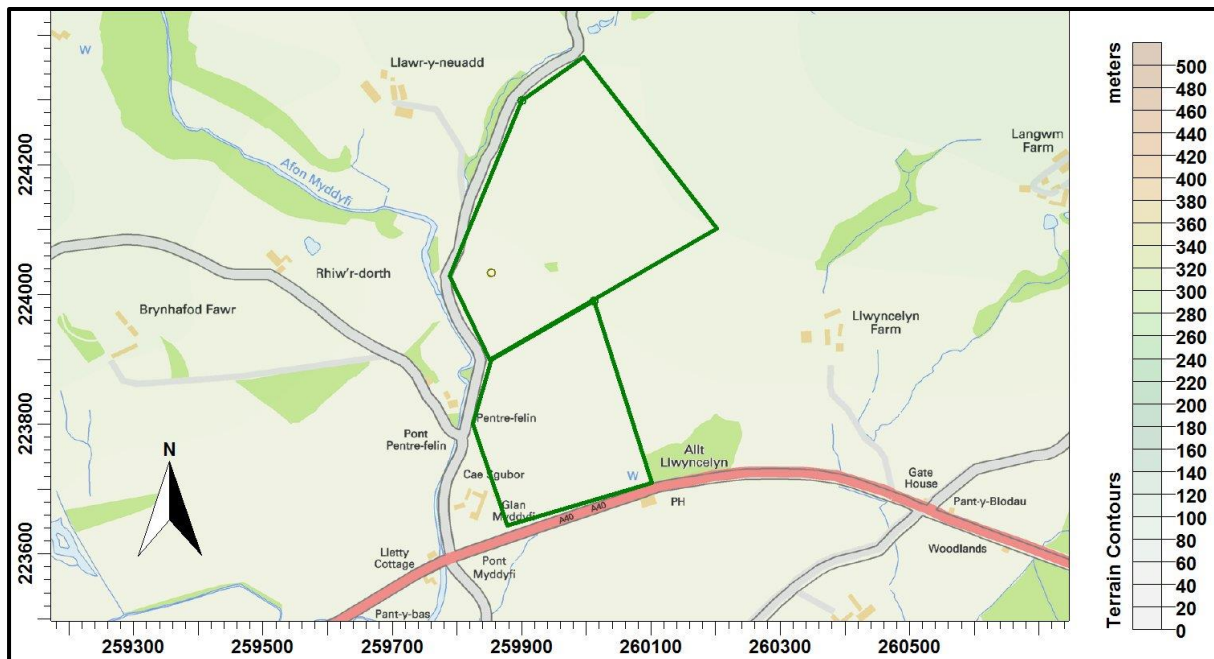 W
Llawr-y-neuadd
Langwm
Farm
Afon Myddyfi
Rhiw'r-dorth
Brynhafod Fawr
Llwyncelyn
Farm
Pentre-felin
Pont
Pentre-felin
Allt
Llwyncelyn
Cae Sgubor
W
Gate
House
Glan
Myddyfi
A40
A40
PH
Pant-y-Blodau
Lletty
Cottage
Pont
Myddyfi
Woodlands
Pant-y-bas
N
224200
224000
223800
223600
259300
259500
259700
259900
260100
260300
260500
meters
Terrain Contours
500
480
460
440
420
400
380
360
340
320
300
280
260
240
220
200
180
160
140
120
100
80
60
40
20
0